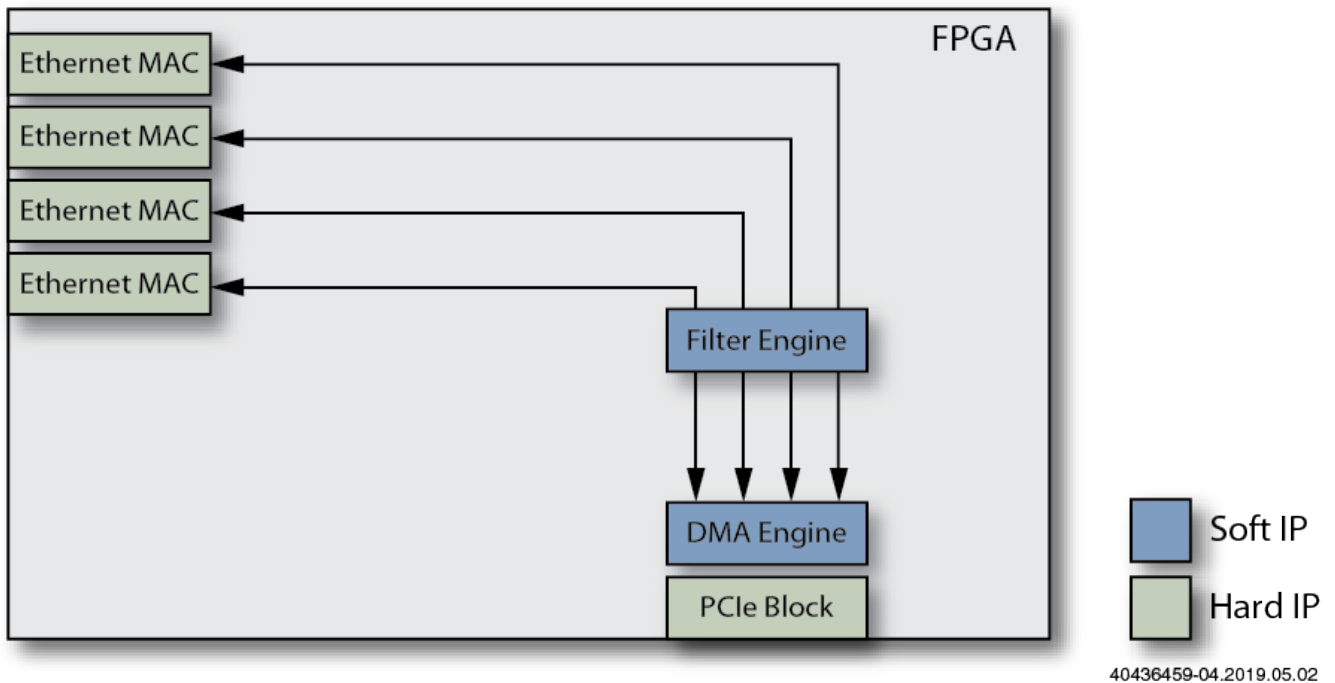 FPGA
Ethernet MAC
Ethernet MAC
Ethernet MAC
Ethernet MAC
Filter Engine
DMA Engine
PCIe Block
Soft IP
Hard IP
40436459-04.2019.05.02